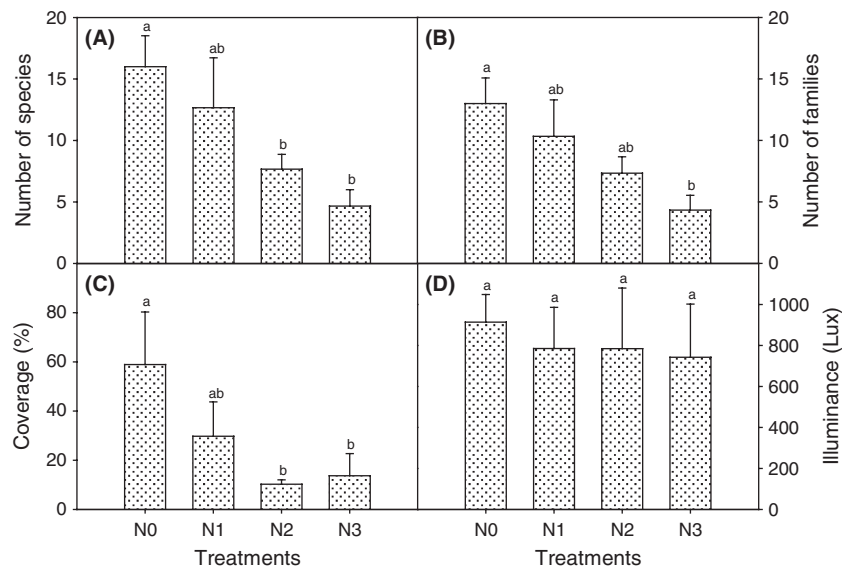 (A)
Number of species
20
15
10
5
0
a
ab
b
b
(B)
Number of families
20
15
10
5
0
a
ab
ab
b
(C)
Coverage (%)
80
60
40
20
0
a
ab
b
b
N0 N1 N2 N3
Treatments
(D)
Illuminance (Lux)
1000
800
600
400
200
0
a
a
a
a
N0 N1 N2 N3
Treatments